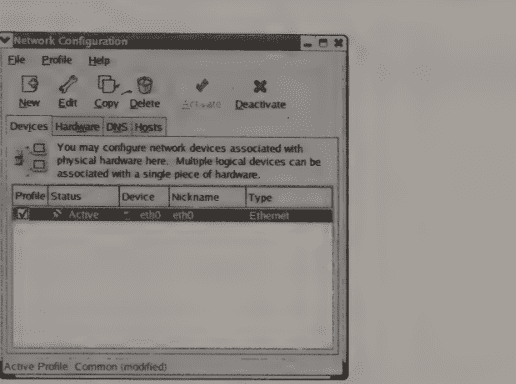 Network Configuration
File Profile Help
New Edit Copy Delete Activate Deactivate
Devices Hardware DNS Hosts
You may configure network devices associated with
physical hardware here. Multiple logical devices can be
associated with a single piece of hardware.
Profile Status Device Nickname Type
Active eth0 eth0 Ethernet
Active Profile Common (modified)